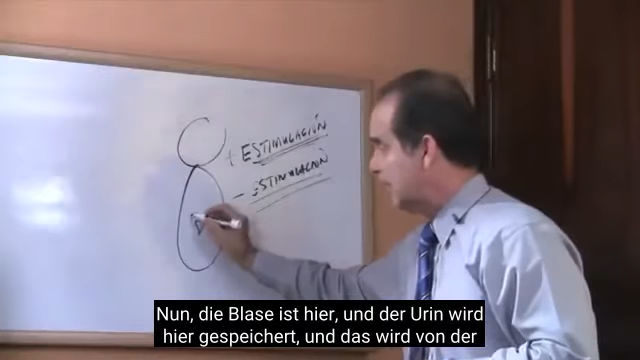 + ESTIMULACIÓN
- ESTIMULACIÓN
Nun, die Blase ist hier, und der Urin wird
hier gespeichert, und das wird von der